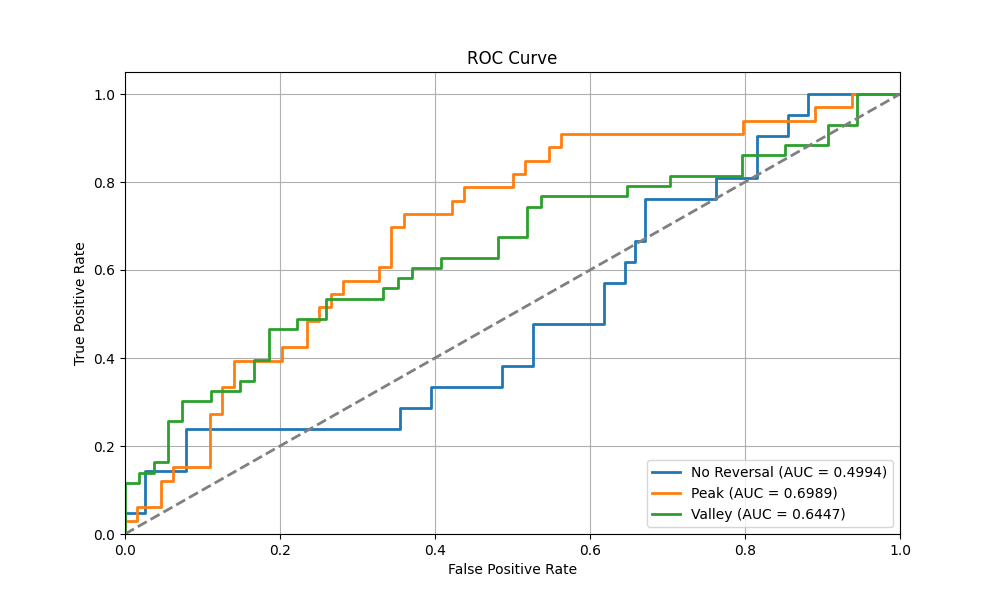 ROC Curve
True Positive Rate
1.0
0.8
0.6
0.4
0.2
0.0
0.0 0.2 0.4 0.6 0.8 1.0
False Positive Rate
No Reversal (AUC = 0.4994)
Peak (AUC = 0.6989)
Valley (AUC = 0.6447)